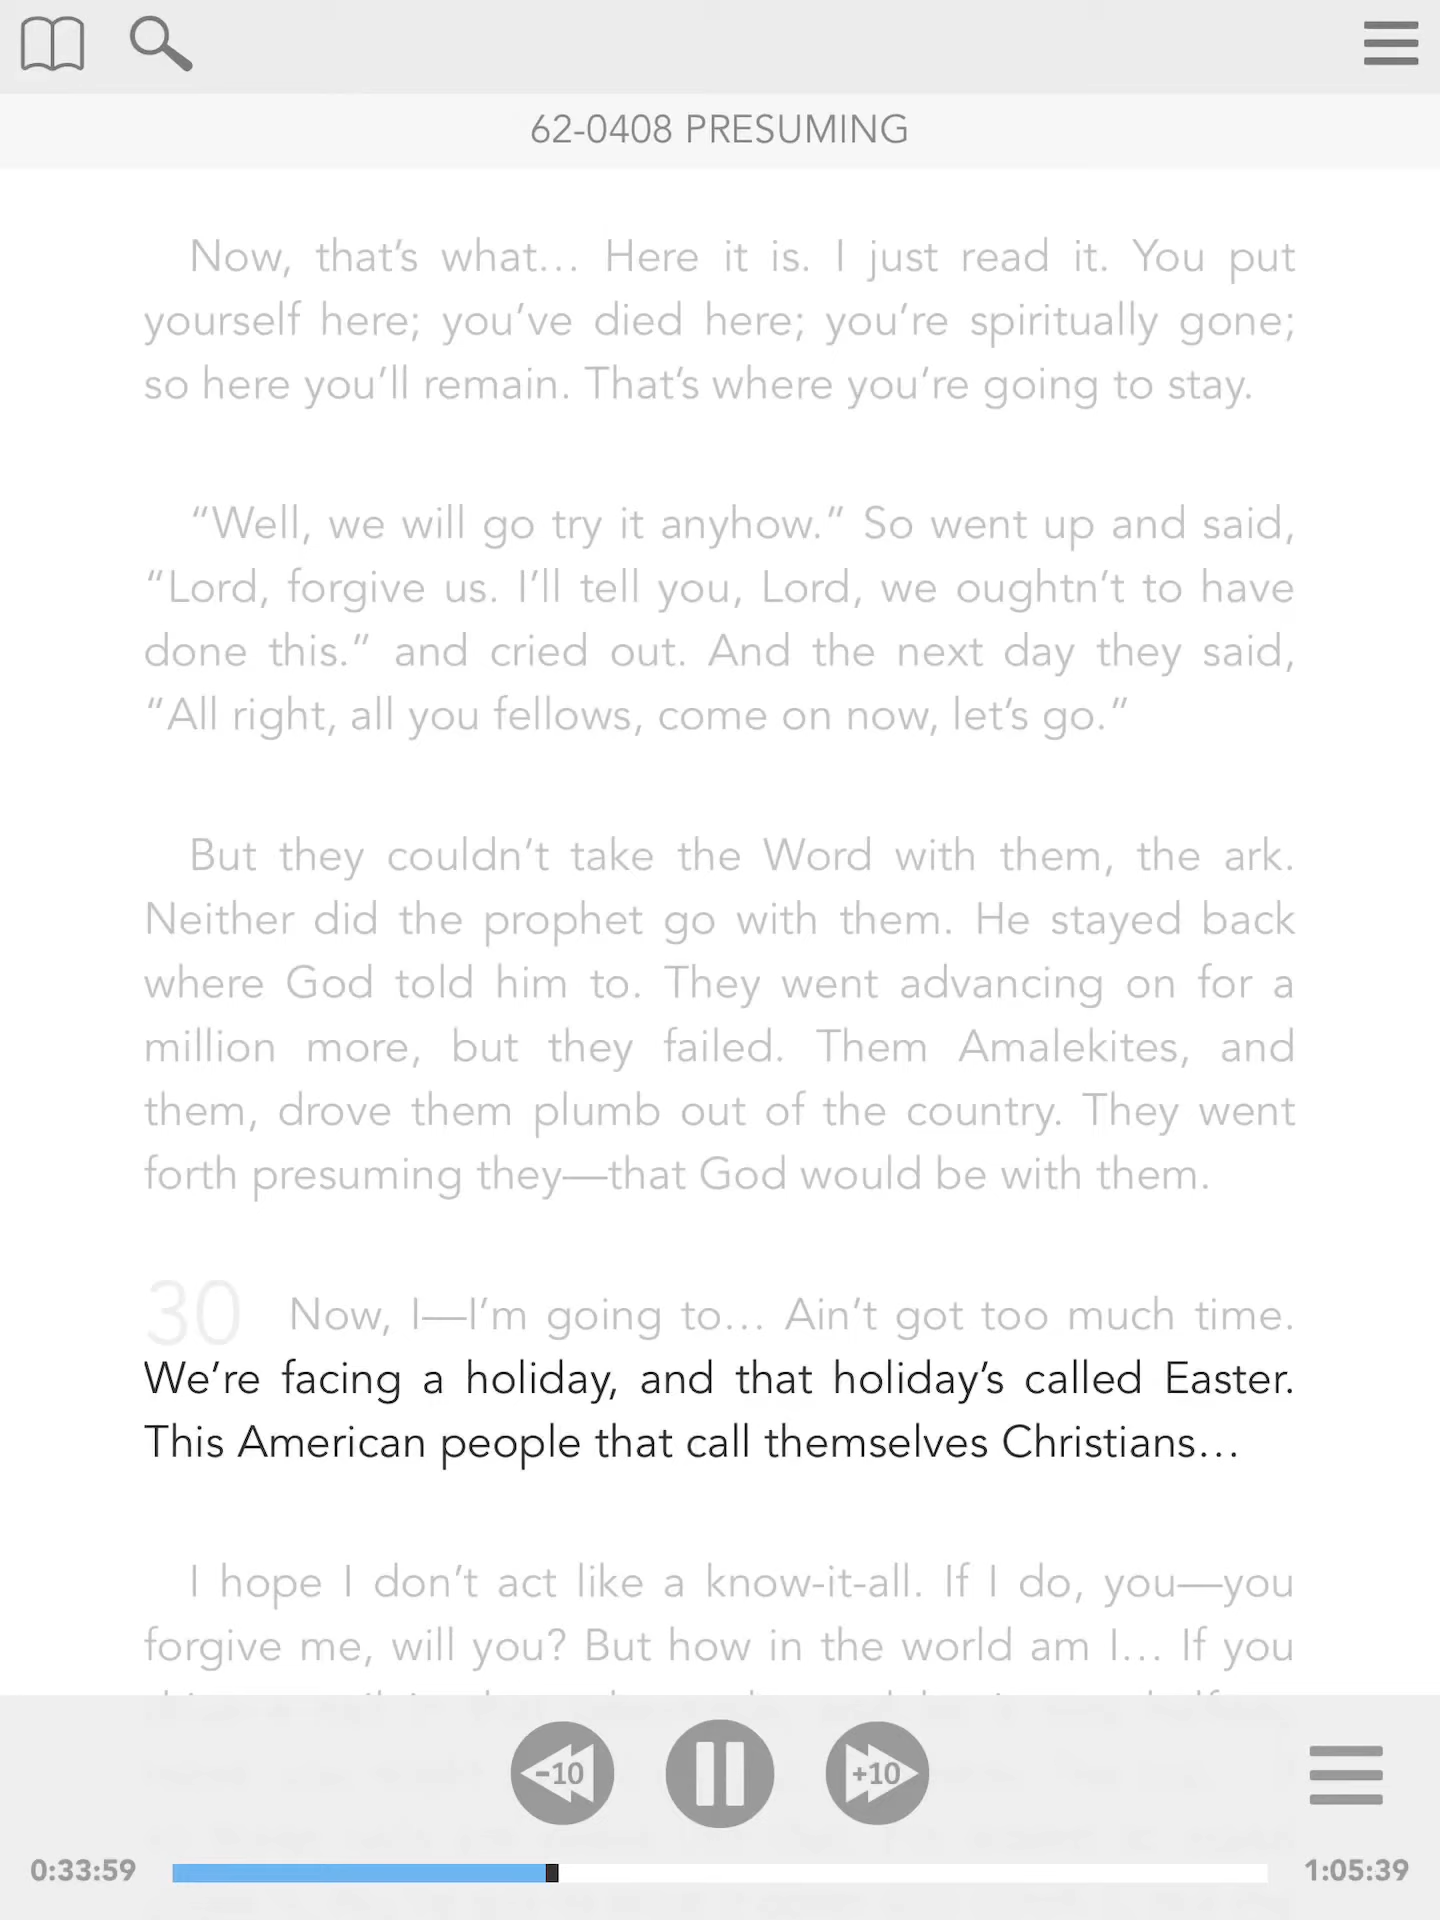 62-0408 PRESUMING
Now, that’s what… Here it is. I just read it. You put
yourself here; you’ve died here; you’re spiritually gone;
so here you’ll remain. That’s where you’re going to stay.
“Well, we will go try it anyhow.” So went up and said,
“Lord, forgive us. I’ll tell you, Lord, we oughtn’t to have
done this.” and cried out. And the next day they said,
“All right, all you fellows, come on now, let’s go.”
But they couldn’t take the Word with them, the ark.
Neither did the prophet go with them. He stayed back
where God told him to. They went advancing on for a
million more, but they failed. Them Amalekites, and
them, drove them plumb out of the country. They went
forth presuming they—that God would be with them.
30 Now, I—I’m going to… Ain’t got too much time.
We’re facing a holiday, and that holiday’s called Easter.
This American people that call themselves Christians…
I hope I don’t act like a know-it-all. If I do, you—you
forgive me, will you? But how in the world am I… If you
-10 +10
0:33:59 1:05:39